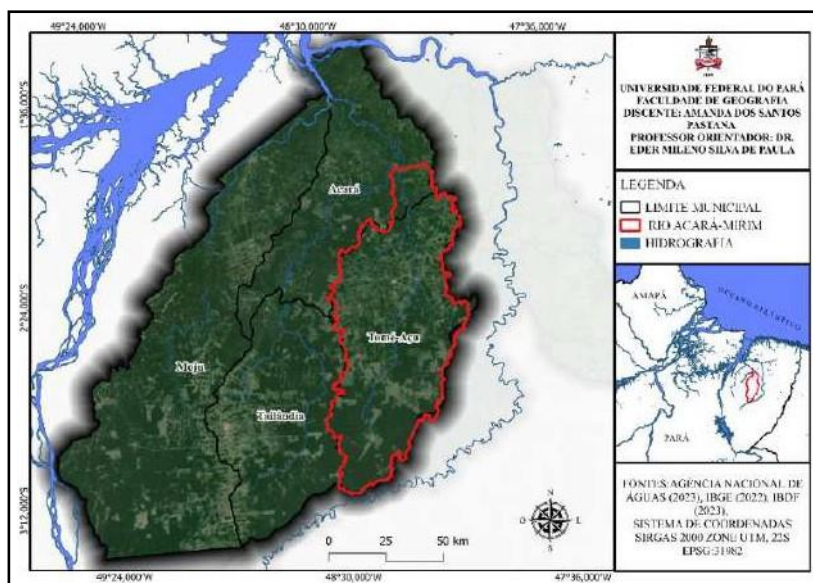 49°24,000'W
48°30,000'W
47°36,000'W
1°36,000'S
2°24,000'S
3°12,000'S
Acará
Tomé-Açu
Moju
Tailândia
0 25 50 km
N
O L
S
49°24,000'W
48°30,000'W
47°36,000'W
UNIVERSIDADE FEDERAL DO PARÁ
FACULDADE DE GEOGRAFIA
DISCENTE: AMANDA DOS SANTOS
PASTANA
PROFESSOR ORIENTADOR: DR.
EDER MILENO SILVA DE PAULA
LEGENDA
LIMITE MUNICIPAL
RIO ACARÁ-MIRIM
HIDROGRAFIA
AMAPÁ
OCEANO ATLÂNTICO
PARÁ
FONTES: AGÊNCIA NACIONAL DE
ÁGUAS (2023), IBGE (2022), IBDF
(2023).
SISTEMA DE COORDENADAS
SIRGAS 2000 ZONE UTM, 22S
EPSG:31982